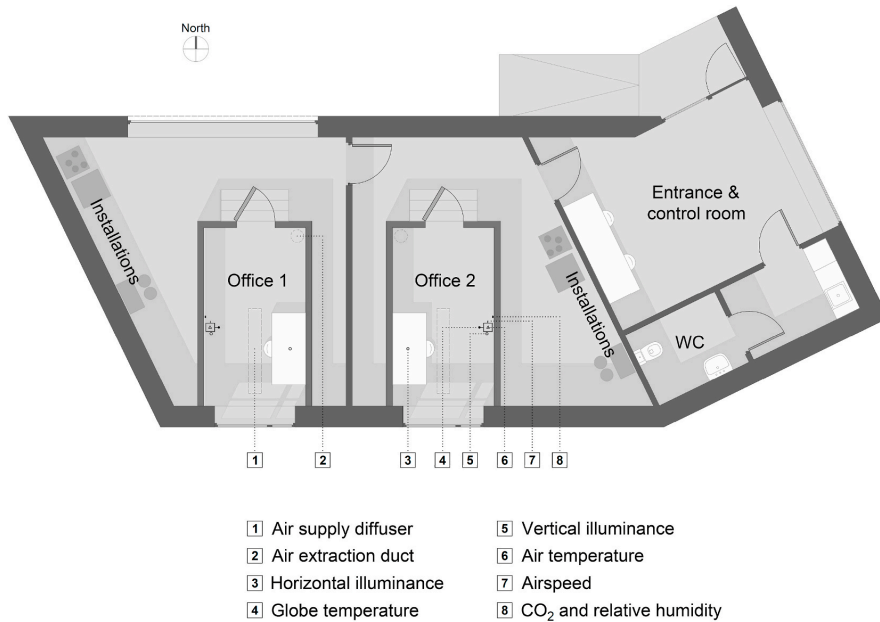 North
Entrance &
control room
Installations
Office 1
Office 2
Installations
WC
1 2 3 4 5 6 7 8
1 Air supply diffuser
2 Air extraction duct
3 Horizontal illuminance
4 Globe temperature
5 Vertical illuminance
6 Air temperature
7 Airspeed
8 CO₂ and relative humidity